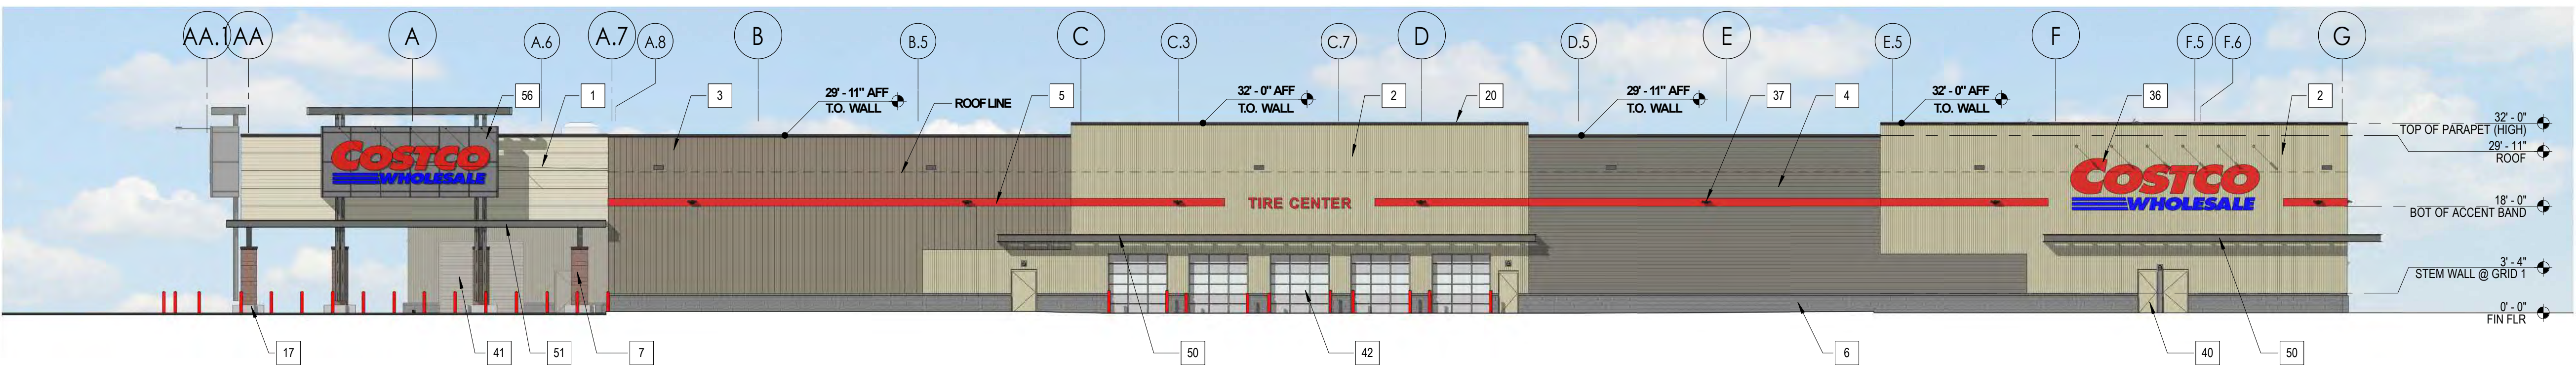 AA.1 AA A A.6 A.7 A.8 B B.5 C C.3 C.7 D D.5 E E.5 F F.5 F.6 G
56 1 3 5 2 20 37 4 36 2
29' - 11" AFF
T.O. WALL
ROOF LINE
32' - 0" AFF
T.O. WALL
29' - 11" AFF
T.O. WALL
32' - 0" AFF
T.O. WALL
32' - 0"
TOP OF PARAPET (HIGH)
29' - 11"
ROOF
COSTCO
WHOLESALE
TIRE CENTER
COSTCO
WHOLESALE
18' - 0"
BOT OF ACCENT BAND
3' - 4"
STEM WALL @ GRID 1
0' - 0"
FIN FLR
17 41 51 7 50 42 6 40 50